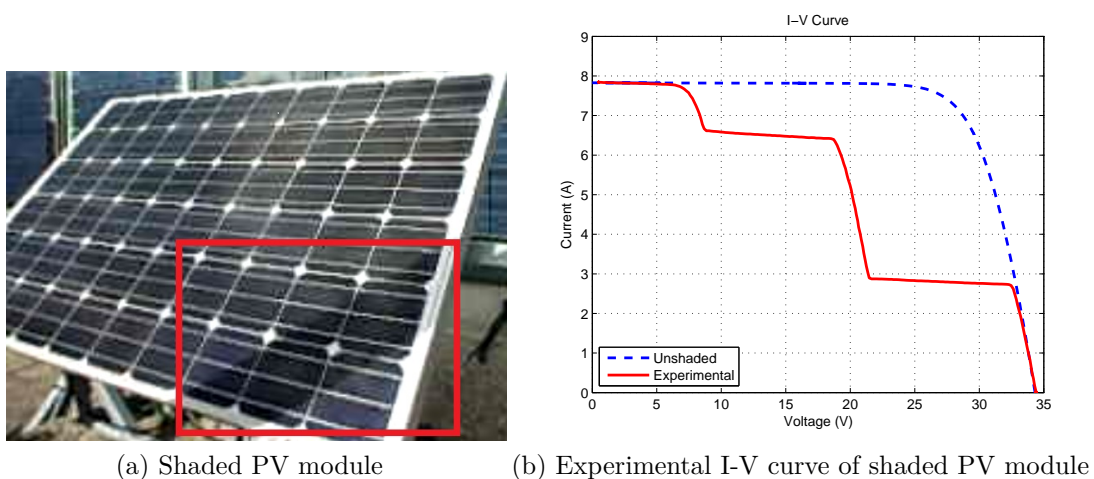 I−V Curve
9
8
7
6
5
4
3
2
1
0
Current (A)
Unshaded
Experimental
0 5 10 15 20 25 30 35
Voltage (V)
(a) Shaded PV module
(b) Experimental I-V curve of shaded PV module